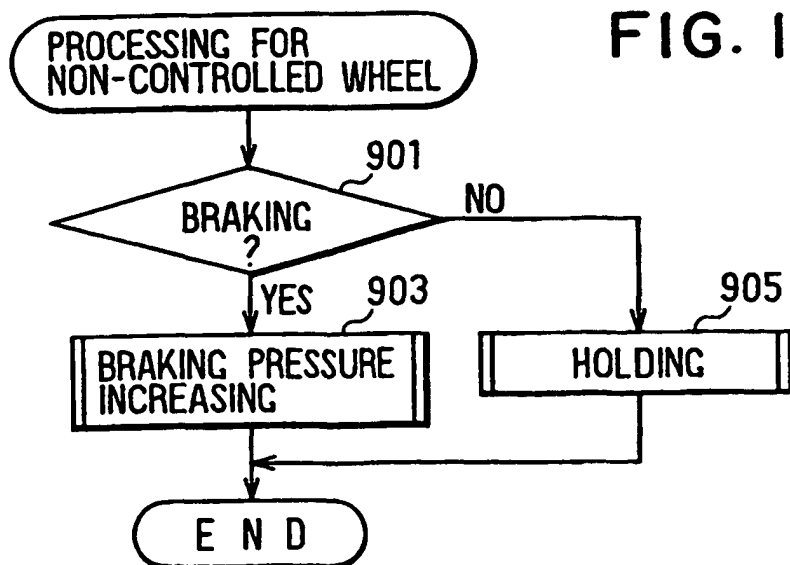 FIG. 1
PROCESSING FOR
NON-CONTROLLED WHEEL
901
BRAKING
?
NO
YES
903
905
BRAKING PRESSURE
INCREASING
HOLDING
E N D